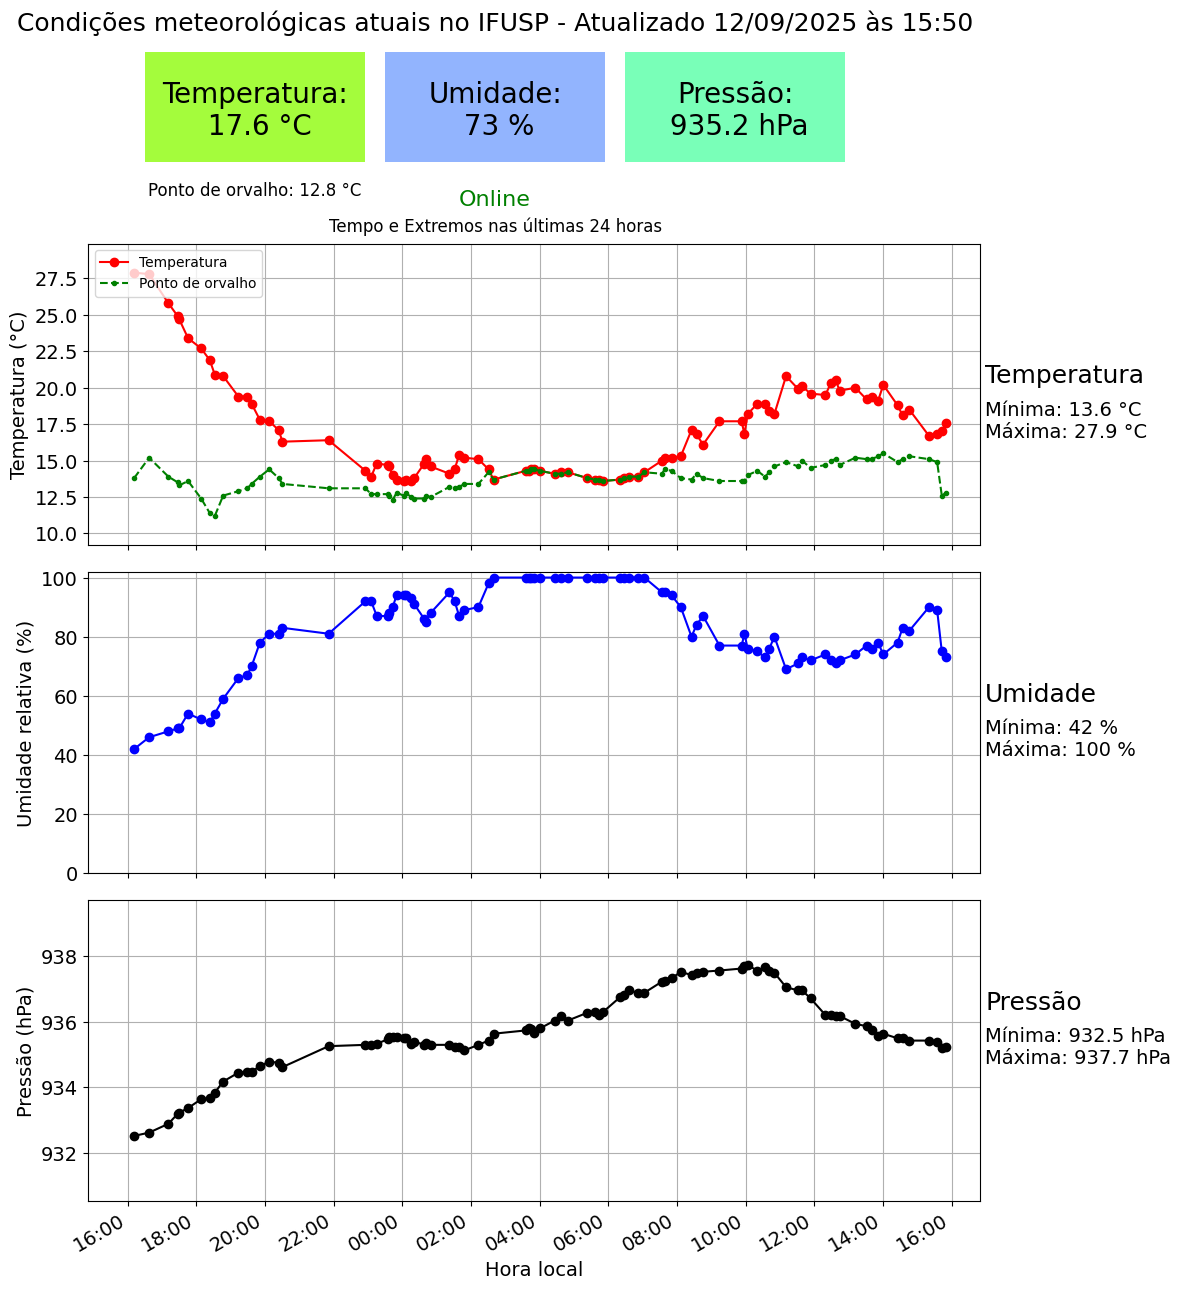 Condições meteorológicas atuais no IFUSP - Atualizado 12/09/2025 às 15:50
Temperatura:
17.6 °C
Umidade:
73 %
Pressão:
935.2 hPa
Ponto de orvalho: 12.8 °C
Online
Tempo e Extremos nas últimas 24 horas
Temperatura
Ponto de orvalho
Temperatura (°C)
27.5
25.0
22.5
20.0
17.5
15.0
12.5
10.0
Temperatura
Mínima: 13.6 °C
Máxima: 27.9 °C
Umidade relativa (%)
100
80
60
40
20
0
Umidade
Mínima: 42 %
Máxima: 100 %
Pressão (hPa)
938
936
934
932
Pressão
Mínima: 932.5 hPa
Máxima: 937.7 hPa
16:00 18:00 20:00 22:00 00:00 02:00 04:00 06:00 08:00 10:00 12:00 14:00 16:00
Hora local